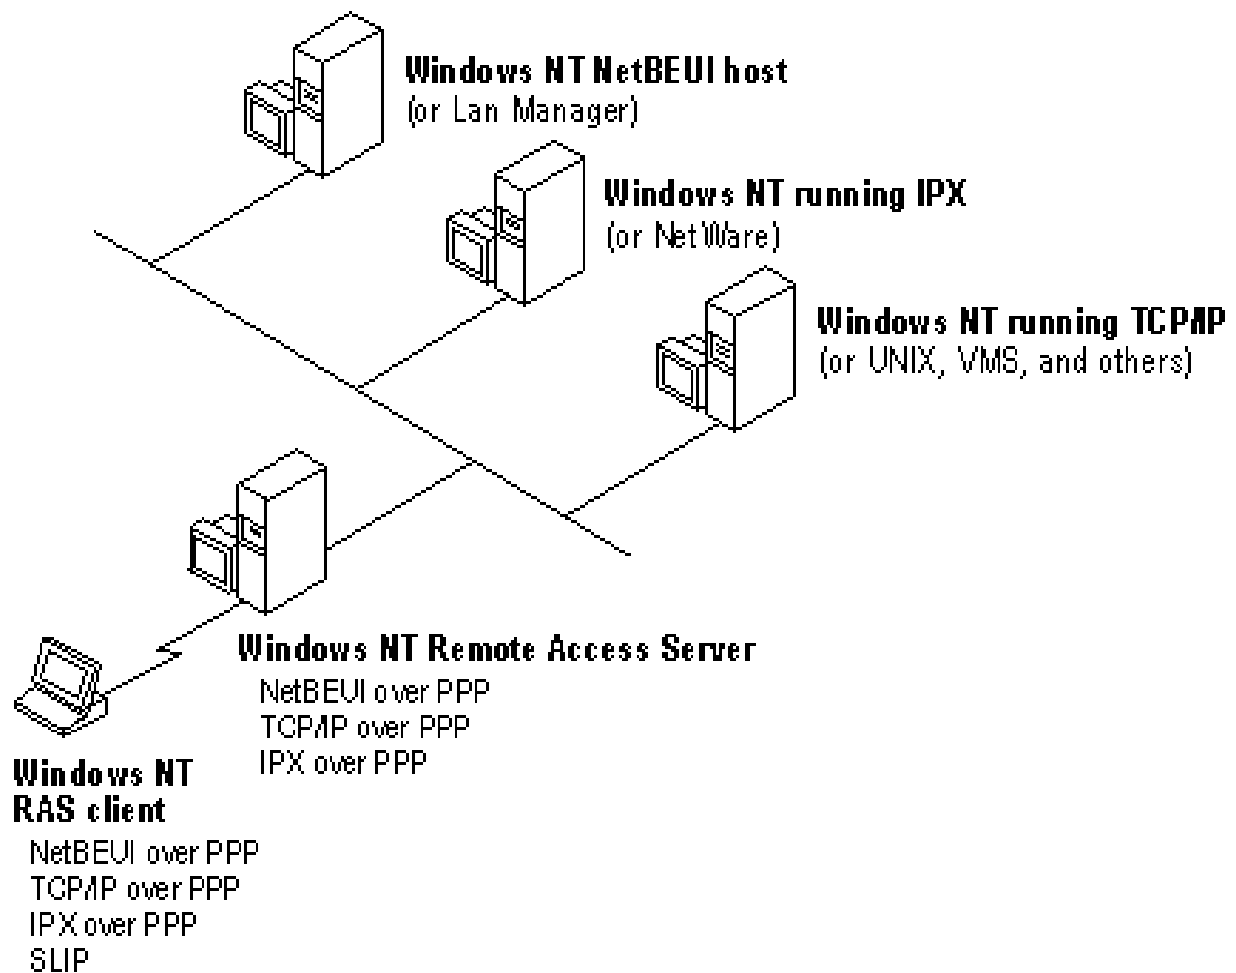 Windows NT NetBEUI host
(or Lan Manager)
Windows NT running IPX
(or NetWare)
Windows NT running TCP/IP
(or UNIX, VMS, and others)
Windows NT Remote Access Server
NetBEUI over PPP
TCP/IP over PPP
IPX over PPP
Windows NT
RAS client
NetBEUI over PPP
TCP/IP over PPP
IPX over PPP
SLIP